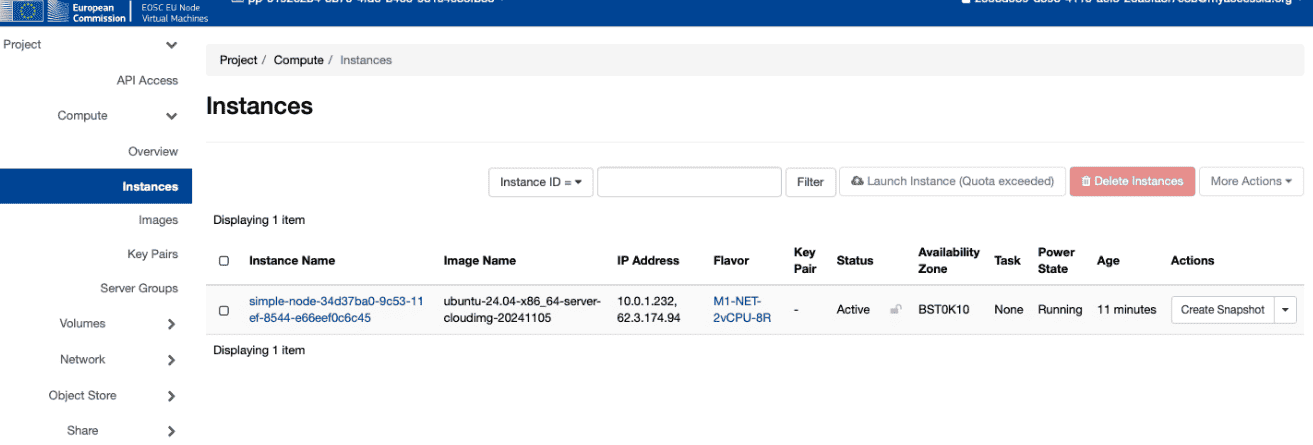 European
Commission
EOSC EU Node
Virtual Machines
Project
API Access
Compute
Overview
Instances
Images
Key Pairs
Server Groups
Volumes
Network
Object Store
Share
Project / Compute / Instances
Instances
Instance ID = Filter Launch Instance (Quota exceeded) Delete Instances More Actions
Displaying 1 item
Instance Name Image Name IP Address Flavor Key Pair Status Availability Zone Task Power State Age Actions
simple-node-34d37ba0-9c53-11 ubuntu-24.04-x86_64-server- 10.0.1.232, M1-NET-
ef-8544-e66eef0c6c45 cloudimg-20241105 62.3.174.94 2vCPU-8R - Active BST0K10 None Running 11 minutes Create Snapshot
Displaying 1 item